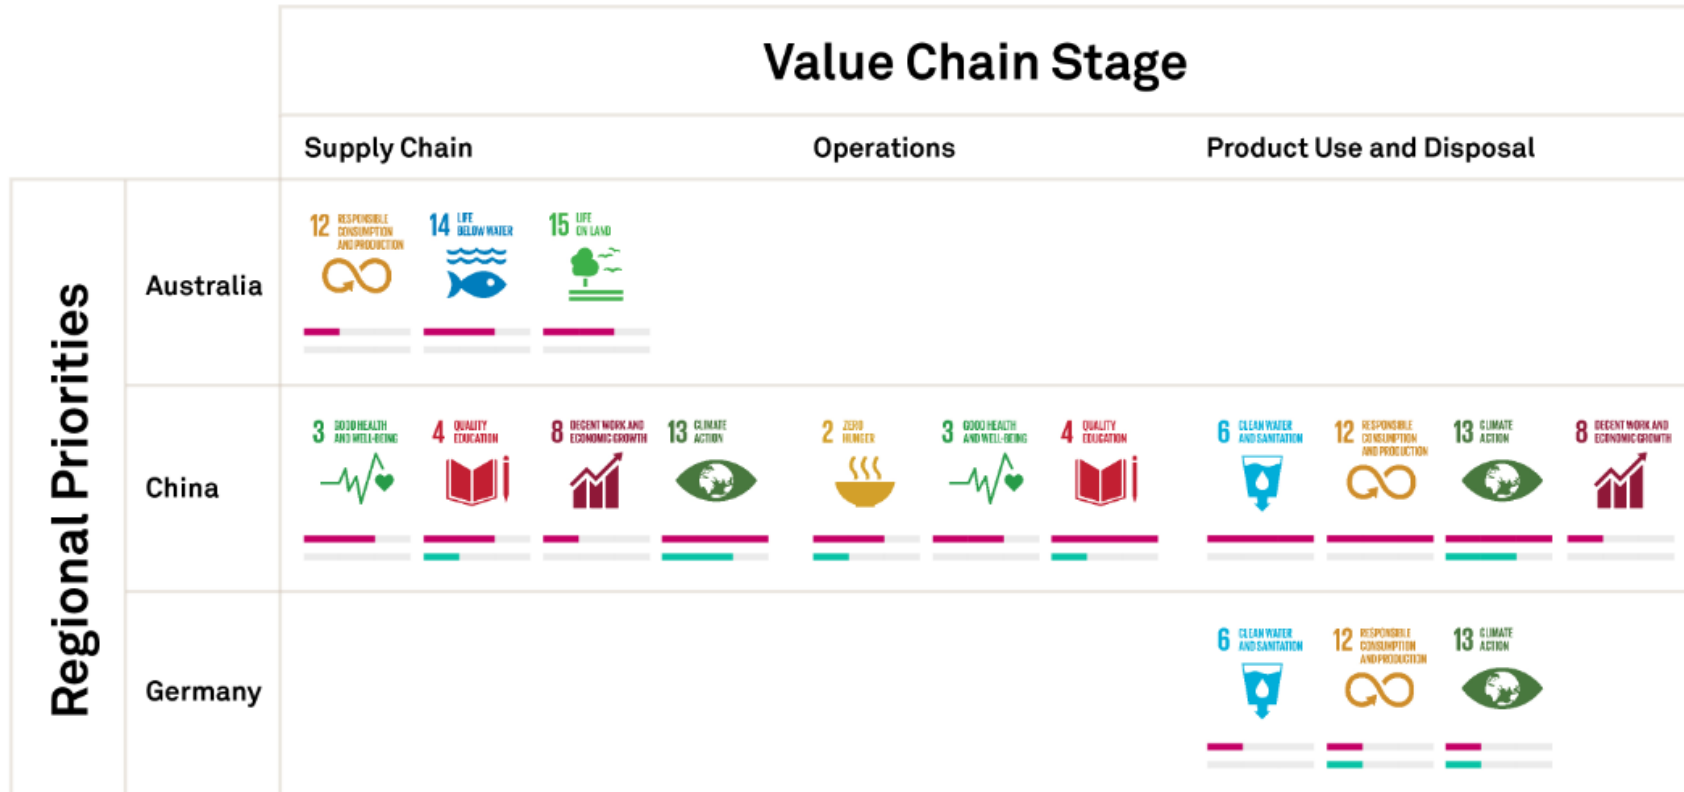 Value Chain Stage
Supply Chain
Operations
Product Use and Disposal
Regional Priorities
Australia
12 RESPONSIBLE
CONSUMPTION
AND PRODUCTION
14 LIFE
BELOW WATER
15 LIFE
ON LAND
China
3 GOOD HEALTH
AND WELL-BEING
4 QUALITY
EDUCATION
8 DECENT WORK AND
ECONOMIC GROWTH
13 CLIMATE
ACTION
2 ZERO
HUNGER
3 GOOD HEALTH
AND WELL-BEING
4 QUALITY
EDUCATION
6 CLEAN WATER
AND SANITATION
12 RESPONSIBLE
CONSUMPTION
AND PRODUCTION
13 CLIMATE
ACTION
8 DECENT WORK AND
ECONOMIC GROWTH
Germany
6 CLEAN WATER
AND SANITATION
12 RESPONSIBLE
CONSUMPTION
AND PRODUCTION
13 CLIMATE
ACTION